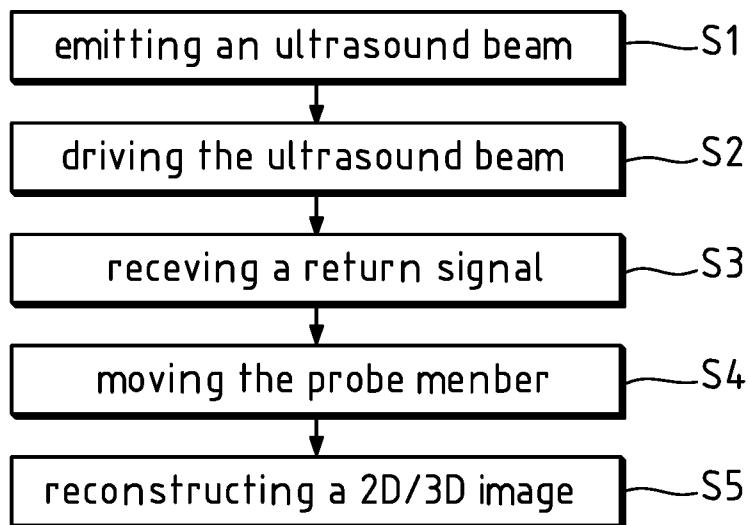 emitting an ultrasound beam S1
driving the ultrasound beam S2
receving a return signal S3
moving the probe menber S4
reconstructing a 2D/3D image S5